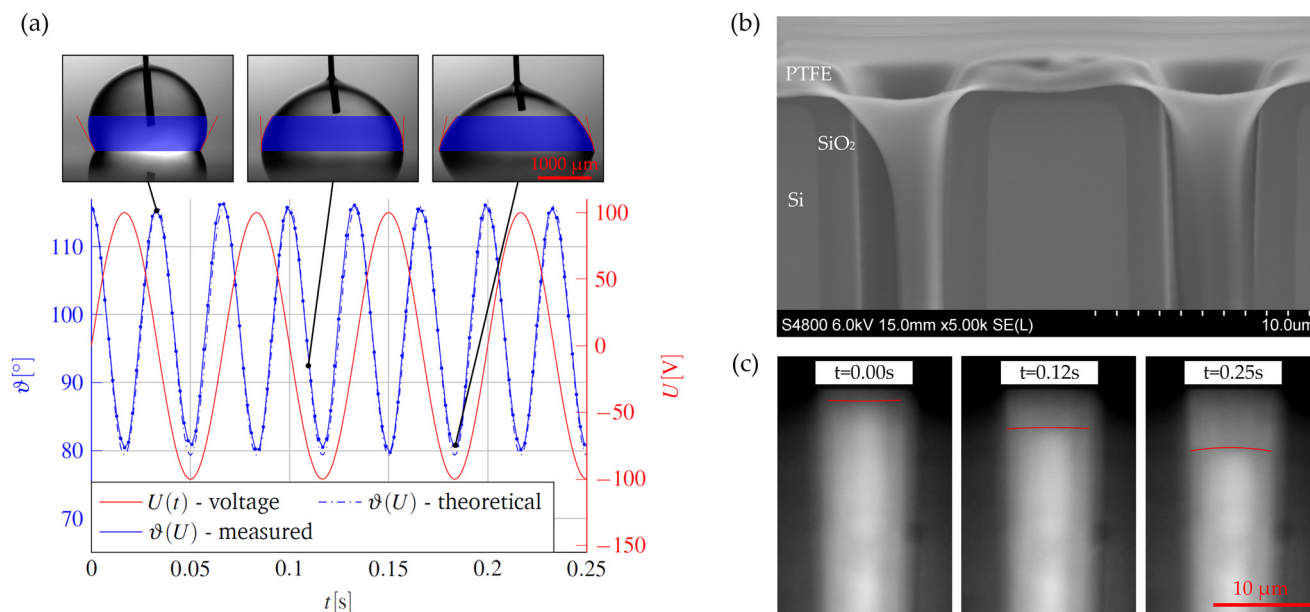 (a)
1000 μm
110
100
90
80
70
ϑ[°]
100
50
0
−50
−100
−150
U[V]
U(t) - voltage
ϑ(U) - theoretical
ϑ(U) - measured
0
0.05
0.1
0.15
0.2
0.25
t[s]
(b)
PTFE
SiO₂
Si
S4800 6.0kV 15.0mm x5.00k SE(L)
10.0um
(c)
t=0.00s
t=0.12s
t=0.25s
10 μm